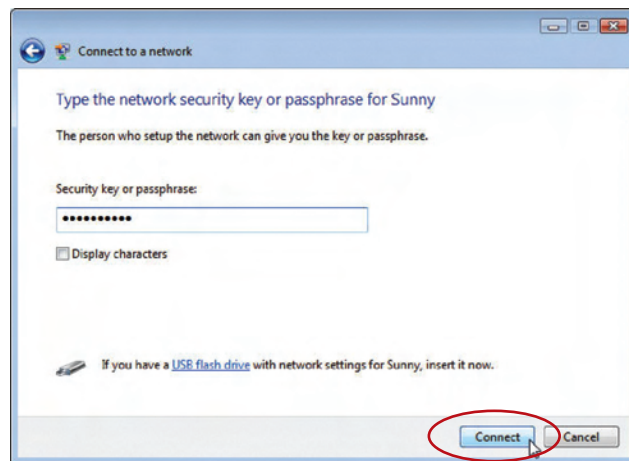 Connect to a network
Type the network security key or passphrase for Sunny
The person who setup the network can give you the key or passphrase.
Security key or passphrase:
••••••••••
Display characters
If you have a USB flash drive with network settings for Sunny, insert it now.
Connect Cancel